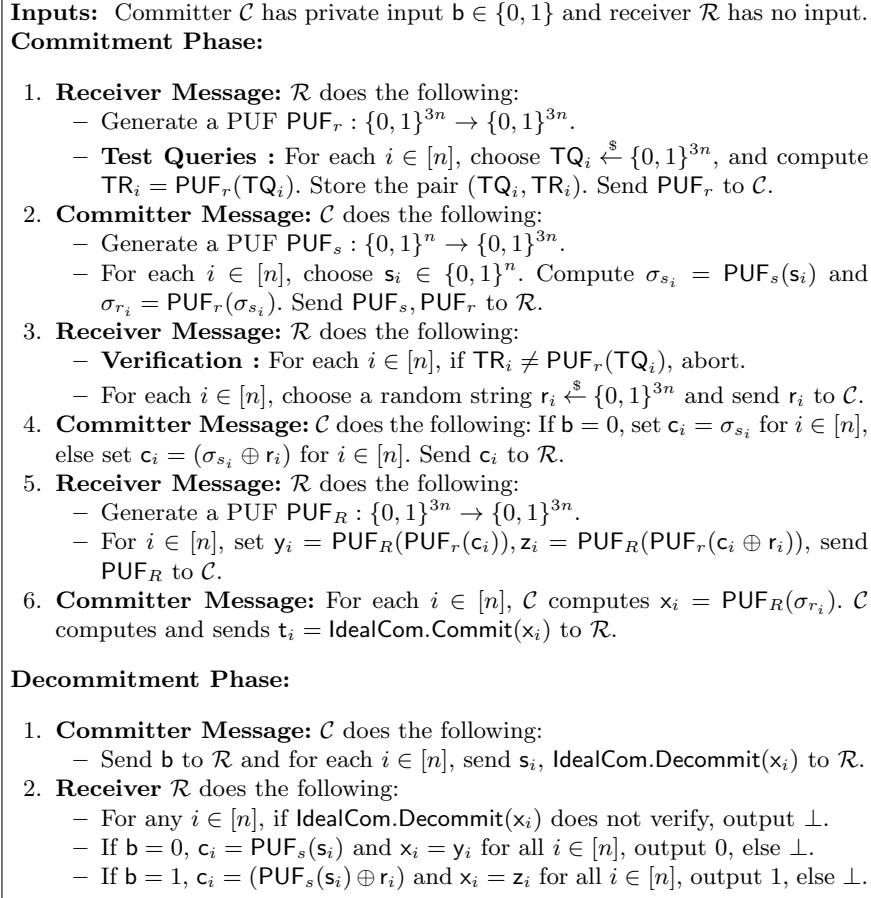 Inputs: Committer 𝒞 has private input b ∈ {0, 1} and receiver ℛ has no input.
Commitment Phase:
1. Receiver Message: ℛ does the following:
– Generate a PUF PUF_r : {0, 1}^{3n} → {0, 1}^{3n}.
– Test Queries : For each i ∈ [n], choose TQ_i ←$ {0, 1}^{3n}, and compute
TR_i = PUF_r(TQ_i). Store the pair (TQ_i, TR_i). Send PUF_r to 𝒞.
2. Committer Message: 𝒞 does the following:
– Generate a PUF PUF_s : {0, 1}^n → {0, 1}^{3n}.
– For each i ∈ [n], choose s_i ∈ {0, 1}^n. Compute σ_{s_i} = PUF_s(s_i) and
σ_{r_i} = PUF_r(σ_{s_i}). Send PUF_s, PUF_r to ℛ.
3. Receiver Message: ℛ does the following:
– Verification : For each i ∈ [n], if TR_i ≠ PUF_r(TQ_i), abort.
– For each i ∈ [n], choose a random string r_i ←$ {0, 1}^{3n} and send r_i to 𝒞.
4. Committer Message: 𝒞 does the following: If b = 0, set c_i = σ_{s_i} for i ∈ [n],
else set c_i = (σ_{s_i} ⊕ r_i) for i ∈ [n]. Send c_i to ℛ.
5. Receiver Message: ℛ does the following:
– Generate a PUF PUF_R : {0, 1}^{3n} → {0, 1}^{3n}.
– For i ∈ [n], set y_i = PUF_R(PUF_r(c_i)), z_i = PUF_R(PUF_r(c_i ⊕ r_i)), send
PUF_R to 𝒞.
6. Committer Message: For each i ∈ [n], 𝒞 computes x_i = PUF_R(σ_{r_i}). 𝒞
computes and sends t_i = IdealCom.Commit(x_i) to ℛ.
Decommitment Phase:
1. Committer Message: 𝒞 does the following:
– Send b to ℛ and for each i ∈ [n], send s_i, IdealCom.Decommit(x_i) to ℛ.
2. Receiver ℛ does the following:
– For any i ∈ [n], if IdealCom.Decommit(x_i) does not verify, output ⊥.
– If b = 0, c_i = PUF_s(s_i) and x_i = y_i for all i ∈ [n], output 0, else ⊥.
– If b = 1, c_i = (PUF_s(s_i) ⊕ r_i) and x_i = z_i for all i ∈ [n], output 1, else ⊥.